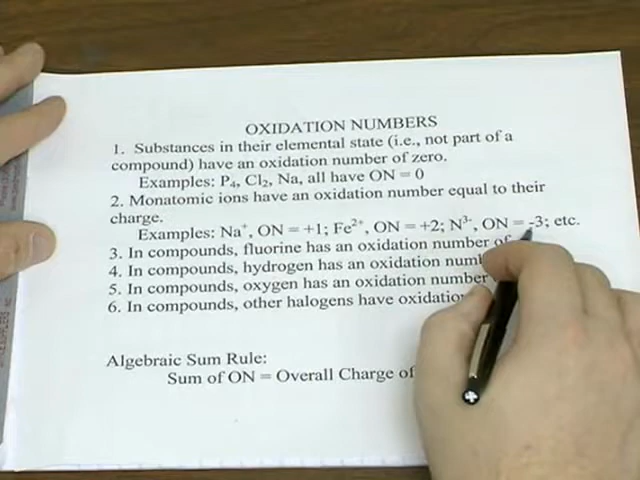 OXIDATION NUMBERS
1. Substances in their elemental state (i.e., not part of a
compound) have an oxidation number of zero.
Examples: P₄, Cl₂, Na, all have ON = 0
2. Monatomic ions have an oxidation number equal to their
charge.
Examples: Na⁺, ON = +1; Fe²⁺, ON = +2; N³⁻, ON = -3; etc.
3. In compounds, fluorine has an oxidation number of
4. In compounds, hydrogen has an oxidation
5. In compounds, oxygen has an oxidation number
6. In compounds, other halogens have
Algebraic Sum Rule:
Sum of ON = Overall Charge of